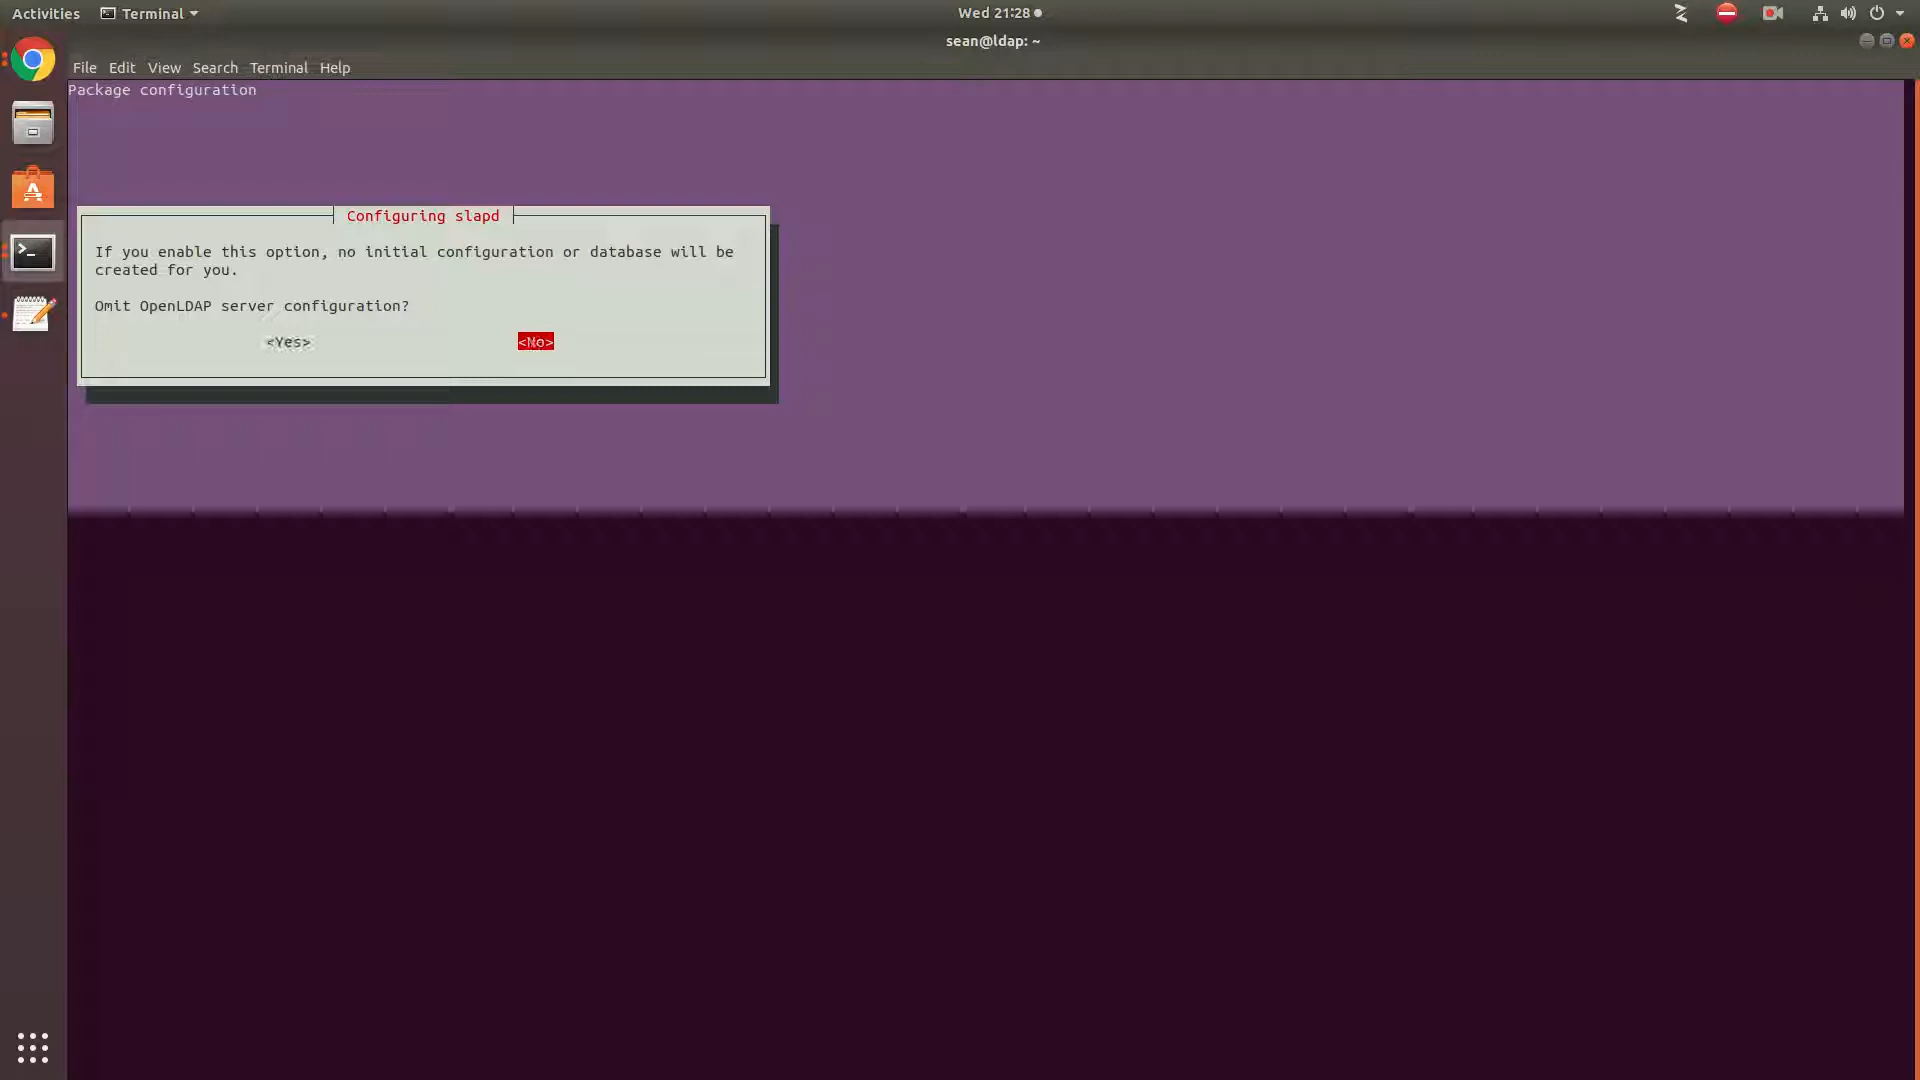 Activities Terminal Wed 21:28
sean@ldap: ~
File Edit View Search Terminal Help
Package configuration
Configuring slapd
If you enable this option, no initial configuration or database will be
created for you.
Omit OpenLDAP server configuration?
<Yes> <No>